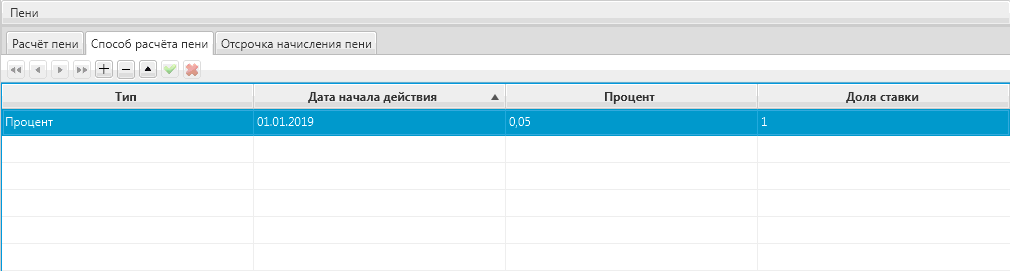 Пени
Расчёт пени Способ расчёта пени Отсрочка начисления пени
Тип Дата начала действия Процент Доля ставки
Процент 01.01.2019 0,05 1